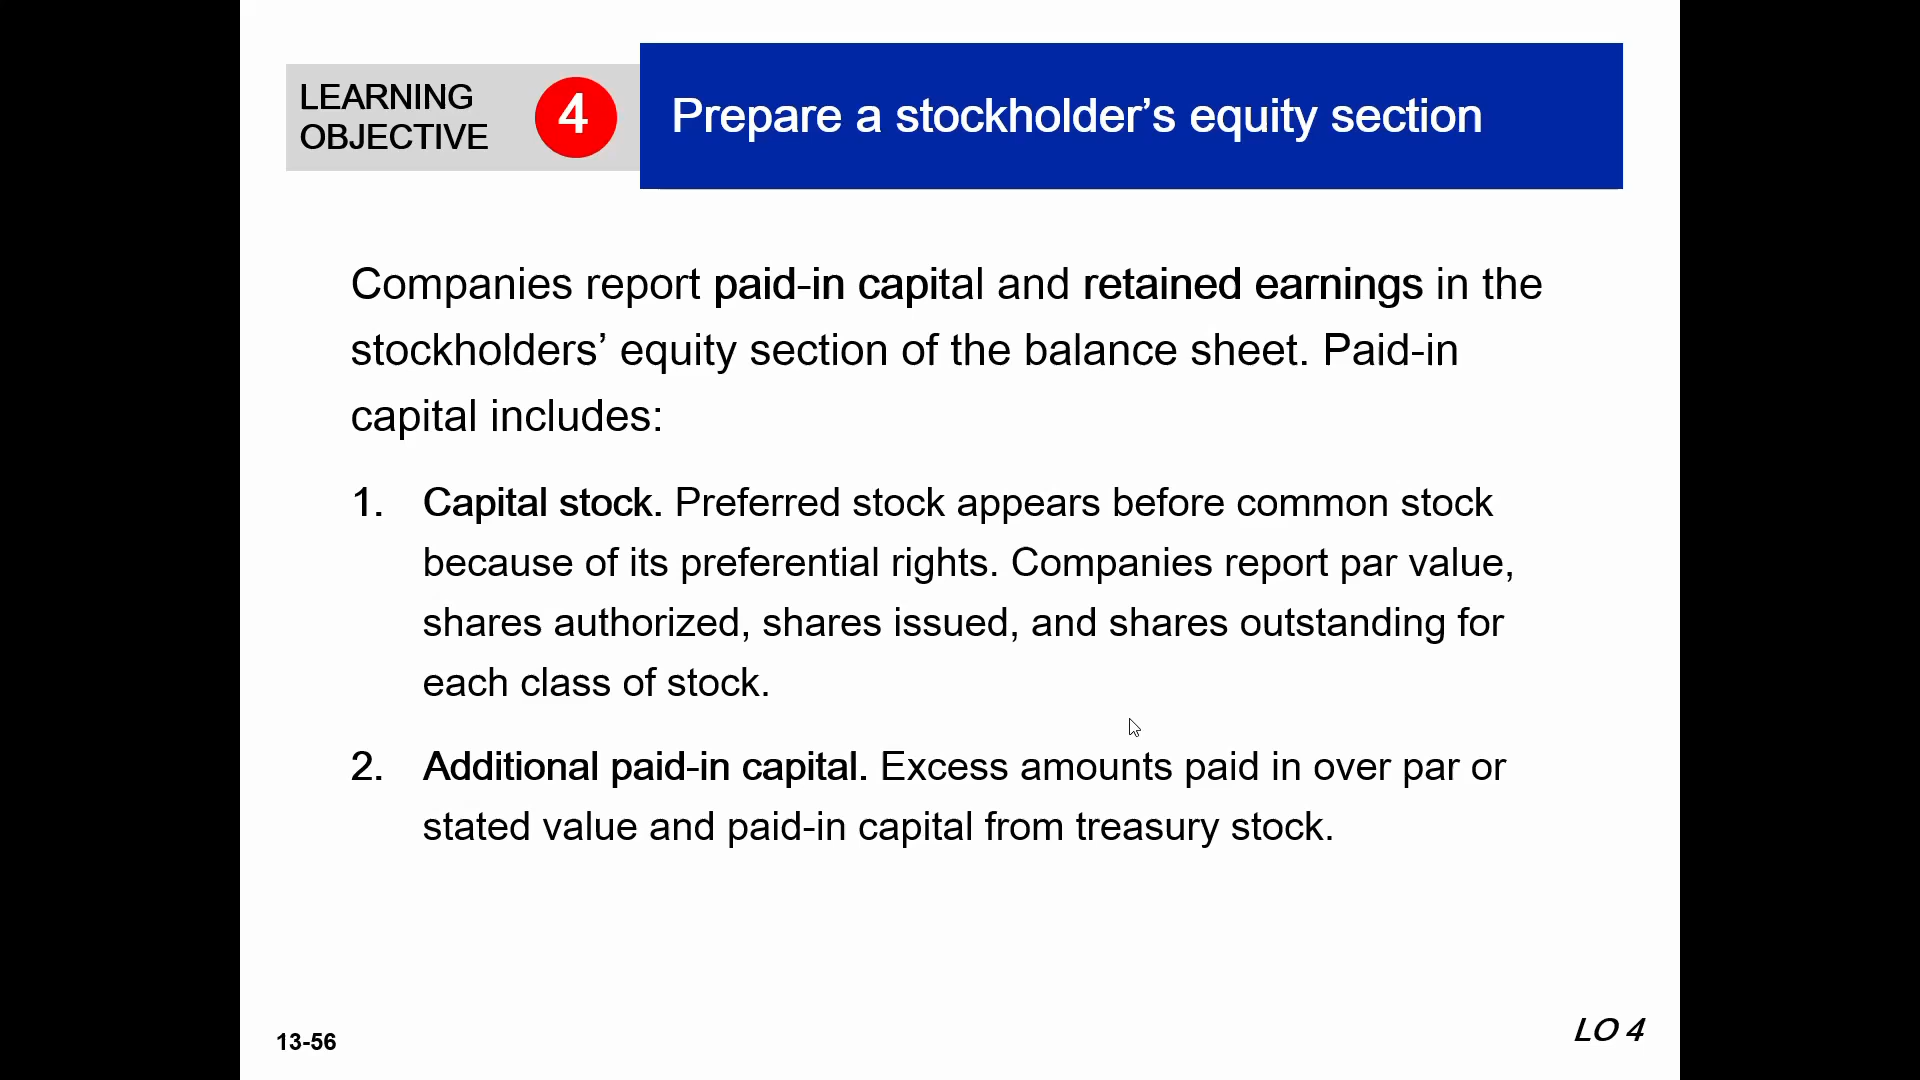 LEARNING
OBJECTIVE
4
Prepare a stockholder’s equity section
Companies report paid-in capital and retained earnings in the
stockholders’ equity section of the balance sheet. Paid-in
capital includes:
1. Capital stock. Preferred stock appears before common stock
because of its preferential rights. Companies report par value,
shares authorized, shares issued, and shares outstanding for
each class of stock.
2. Additional paid-in capital. Excess amounts paid in over par or
stated value and paid-in capital from treasury stock.
13-56
LO 4